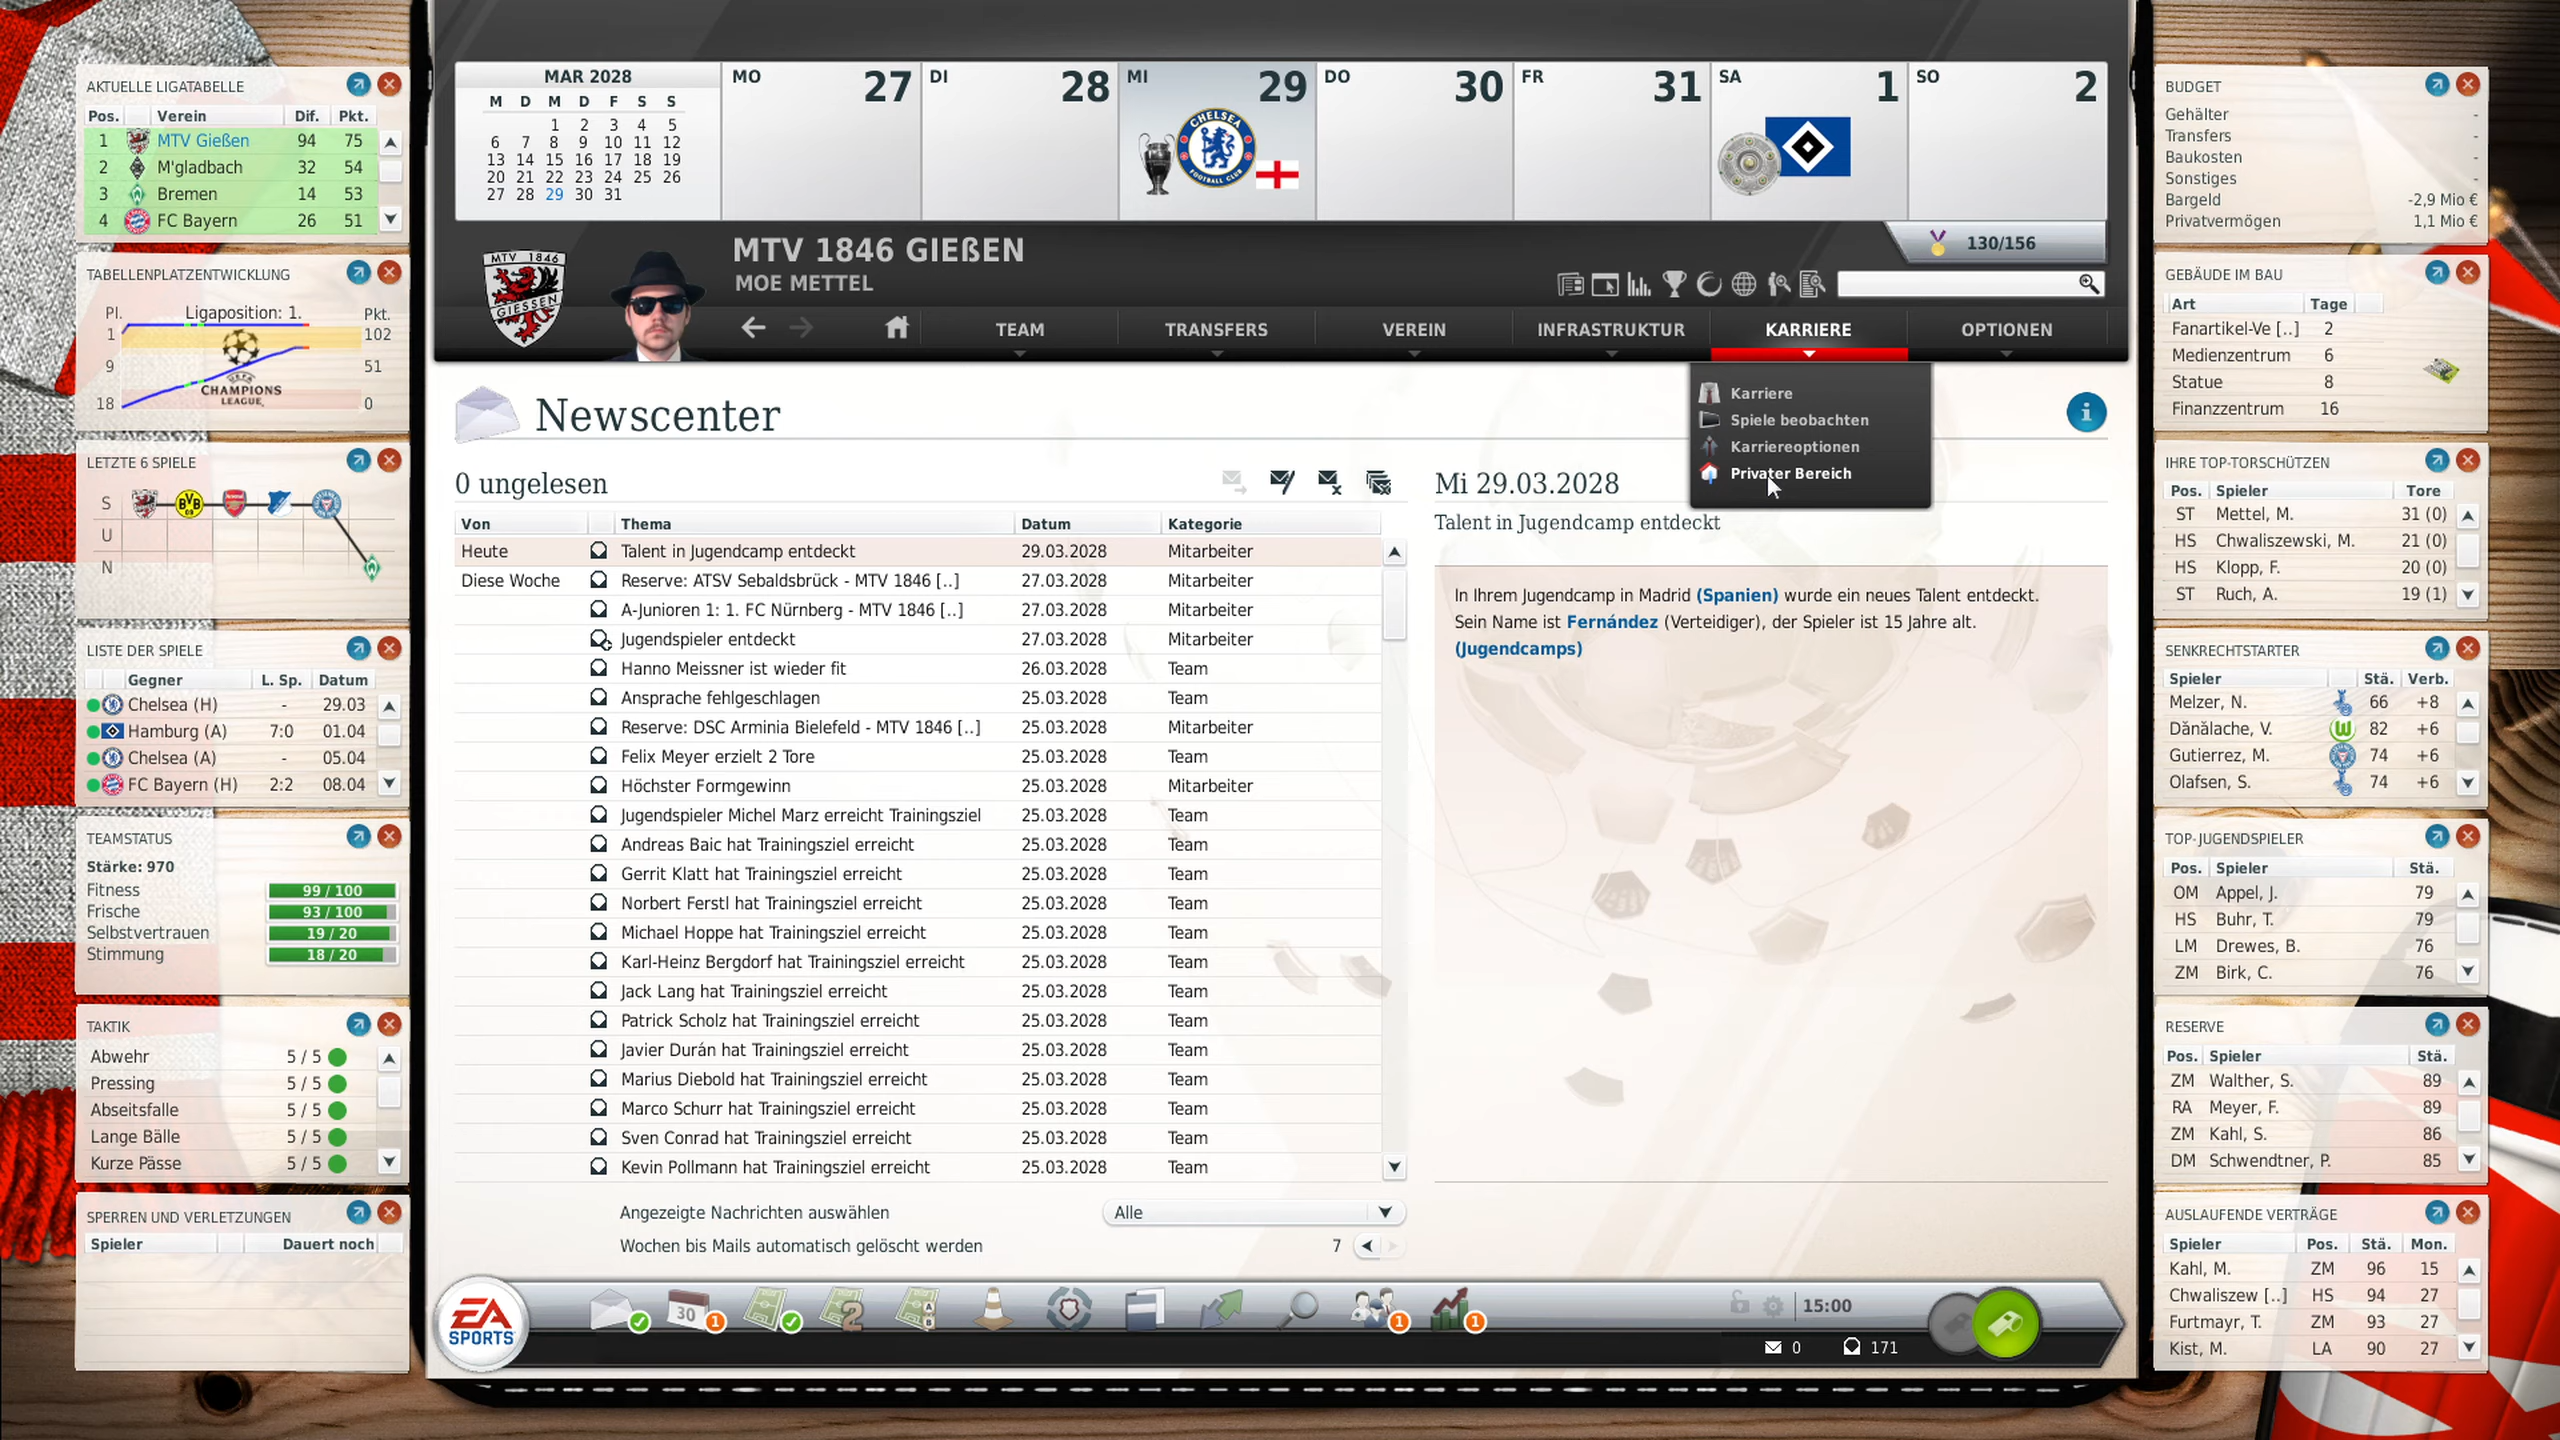 MAR 2028
M D M D F S S
1 2 3 4 5
6 7 8 9 10 11 12
13 14 15 16 17 18 19
20 21 22 23 24 25 26
27 28 29 30 31
MO 27
DI 28
MI 29
DO 30
FR 31
SA 1
SO 2
CHELSEA
FOOTBALL CLUB
MTV 1846
GIESSEN
MTV 1846 GIEßEN
MOE METTEL
130/156
TEAM
TRANSFERS
VEREIN
INFRASTRUKTUR
KARRIERE
OPTIONEN
Karriere
Spiele beobachten
Karriereoptionen
Privater Bereich
AKTUELLE LIGATABELLE
Pos. Verein Dif. Pkt.
1 MTV Gießen 94 75
2 M'gladbach 32 54
3 Bremen 14 53
4 FC Bayern 26 51
TABELLENPLATZENTWICKLUNG
Pl. Ligaposition: 1. Pkt.
1 102
9 51
18 0
UEFA
CHAMPIONS
LEAGUE
LETZTE 6 SPIELE
S
U
N
LISTE DER SPIELE
Gegner L. Sp. Datum
Chelsea (H) - 29.03
Hamburg (A) 7:0 01.04
Chelsea (A) - 05.04
FC Bayern (H) 2:2 08.04
TEAMSTATUS
Stärke: 970
Fitness 99 / 100
Frische 93 / 100
Selbstvertrauen 19 / 20
Stimmung 18 / 20
TAKTIK
Abwehr 5 / 5
Pressing 5 / 5
Abseitsfalle 5 / 5
Lange Bälle 5 / 5
Kurze Pässe 5 / 5
SPERREN UND VERLETZUNGEN
Spieler Dauert noch
Newscenter
0 ungelesen
Von Thema Datum Kategorie
Heute Talent in Jugendcamp entdeckt 29.03.2028 Mitarbeiter
Diese Woche Reserve: ATSV Sebaldsbrück - MTV 1846 [..] 27.03.2028 Mitarbeiter
A-Junioren 1: 1. FC Nürnberg - MTV 1846 [..] 27.03.2028 Mitarbeiter
Jugendspieler entdeckt 27.03.2028 Mitarbeiter
Hanno Meissner ist wieder fit 26.03.2028 Team
Ansprache fehlgeschlagen 25.03.2028 Team
Reserve: DSC Arminia Bielefeld - MTV 1846 [..] 25.03.2028 Mitarbeiter
Felix Meyer erzielt 2 Tore 25.03.2028 Team
Höchster Formgewinn 25.03.2028 Mitarbeiter
Jugendspieler Michel Marz erreicht Trainingsziel 25.03.2028 Team
Andreas Baic hat Trainingsziel erreicht 25.03.2028 Team
Gerrit Klatt hat Trainingsziel erreicht 25.03.2028 Team
Norbert Ferstl hat Trainingsziel erreicht 25.03.2028 Team
Michael Hoppe hat Trainingsziel erreicht 25.03.2028 Team
Karl-Heinz Bergdorf hat Trainingsziel erreicht 25.03.2028 Team
Jack Lang hat Trainingsziel erreicht 25.03.2028 Team
Patrick Scholz hat Trainingsziel erreicht 25.03.2028 Team
Javier Durán hat Trainingsziel erreicht 25.03.2028 Team
Marius Diebold hat Trainingsziel erreicht 25.03.2028 Team
Marco Schurr hat Trainingsziel erreicht 25.03.2028 Team
Sven Conrad hat Trainingsziel erreicht 25.03.2028 Team
Kevin Pollmann hat Trainingsziel erreicht 25.03.2028 Team
Angezeigte Nachrichten auswählen Alle
Wochen bis Mails automatisch gelöscht werden 7
Mi 29.03.2028
Talent in Jugendcamp entdeckt
In Ihrem Jugendcamp in Madrid (Spanien) wurde ein neues Talent entdeckt.
Sein Name ist Fernández (Verteidiger), der Spieler ist 15 Jahre alt.
(Jugendcamps)
EA
SPORTS
30 1
2
A
B
1
1
15:00
0
171
BUDGET
Gehälter -
Transfers -
Baukosten -
Sonstiges -
Bargeld -2,9 Mio €
Privatvermögen 1,1 Mio €
GEBÄUDE IM BAU
Art Tage
Fanartikel-Ve [..] 2
Medienzentrum 6
Statue 8
Finanzzentrum 16
IHRE TOP-TORSCHÜTZEN
Pos. Spieler Tore
ST Mettel, M. 31 (0)
HS Chwaliszewski, M. 21 (0)
HS Klopp, F. 20 (0)
ST Ruch, A. 19 (1)
SENKRECHTSTARTER
Spieler Stä. Verb.
Melzer, N. 66 +8
Dănălache, V. 82 +6
Gutierrez, M. 74 +6
Olafsen, S. 74 +6
TOP-JUGENDSPIELER
Pos. Spieler Stä.
OM Appel, J. 79
HS Buhr, T. 79
LM Drewes, B. 76
ZM Birk, C. 76
RESERVE
Pos. Spieler Stä.
ZM Walther, S. 89
RA Meyer, F. 89
ZM Kahl, S. 86
DM Schwendtner, P. 85
AUSLAUFENDE VERTRÄGE
Spieler Pos. Stä. Mon.
Kahl, M. ZM 96 15
Chwaliszew [..] HS 94 27
Furtmayr, T. ZM 93 27
Kist, M. LA 90 27